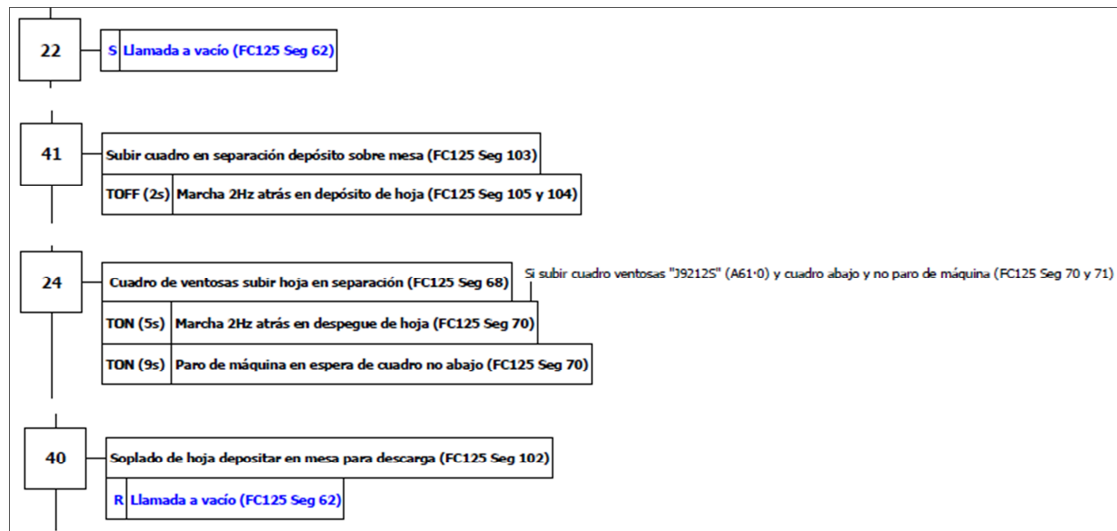 22
S Llamada a vacío (FC125 Seg 62)
41
Subir cuadro en separación depósito sobre mesa (FC125 Seg 103)
TOFF (2s) Marcha 2Hz atrás en depósito de hoja (FC125 Seg 105 y 104)
24
Cuadro de ventosas subir hoja en separación (FC125 Seg 68)
Si subir cuadro ventosas "J9212S" (A61·0) y cuadro abajo y no paro de máquina (FC125 Seg 70 y 71)
TON (5s) Marcha 2Hz atrás en despegue de hoja (FC125 Seg 70)
TON (9s) Paro de máquina en espera de cuadro no abajo (FC125 Seg 70)
40
Soplado de hoja depositar en mesa para descarga (FC125 Seg 102)
R Llamada a vacío (FC125 Seg 62)